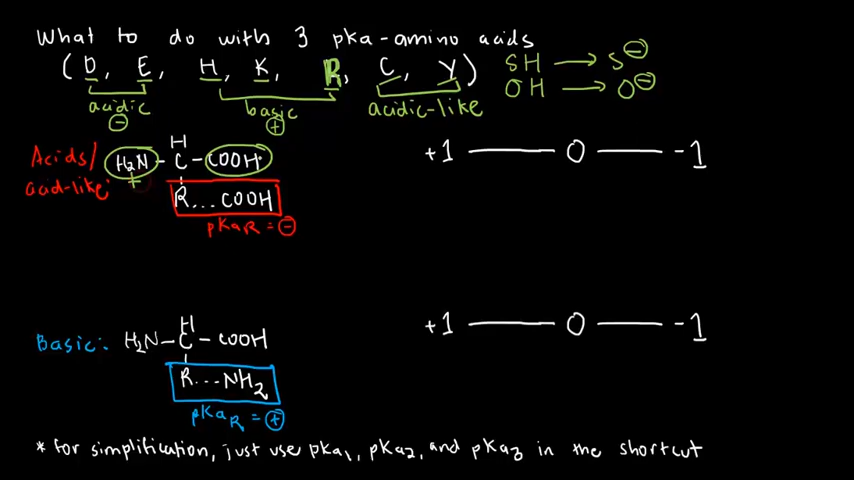 What to do with 3 pka-amino acids
(D, E, H, K, R, C, Y)
SH → S⊖
OH → O⊖
acidic ⊖
basic ⊕
acidic-like
Acids/
acid-like:
H
H₂N - C - COOH
+
R...COOH
pKaR = ⊖
+1 ——— 0 ——— -1
Basic:
H
H₂N - C - COOH
R...NH₂
pKaR = ⊕
+1 ——— 0 ——— -1
* For simplification, just use pKa₁, pKa₂, and pKa₃ in the shortcut